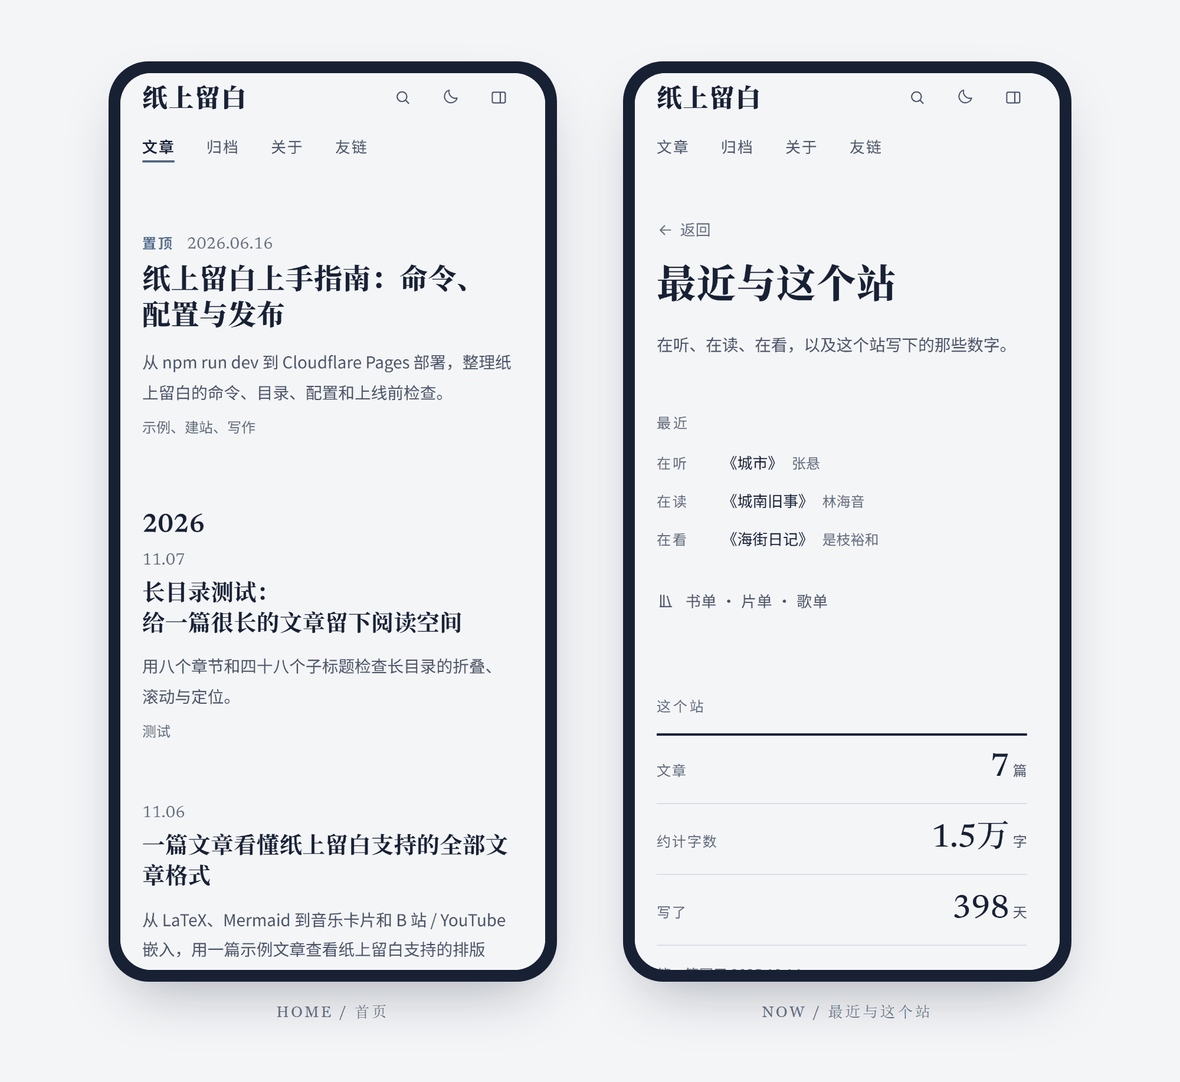 纸上留白
文章 归档 关于 友链
置顶 2026.06.16
纸上留白上手指南：命令、
配置与发布
从 npm run dev 到 Cloudflare Pages 部署，整理纸
上留白的命令、目录、配置和上线前检查。
示例、建站、写作
2026
11.07
长目录测试：
给一篇很长的文章留下阅读空间
用八个章节和四十八个子标题检查长目录的折叠、
滚动与定位。
测试
11.06
一篇文章看懂纸上留白支持的全部文
章格式
从 LaTeX、Mermaid 到音乐卡片和 B 站 / YouTube
嵌入，用一篇示例文章查看纸上留白支持的排版
HOME / 首页
纸上留白
文章 归档 关于 友链
← 返回
最近与这个站
在听、在读、在看，以及这个站写下的那些数字。
最近
在听 《城市》 张悬
在读 《城南旧事》 林海音
在看 《海街日记》 是枝裕和
书单 · 片单 · 歌单
这个站
文章 7 篇
约计字数 1.5万 字
写了 398 天
NOW / 最近与这个站